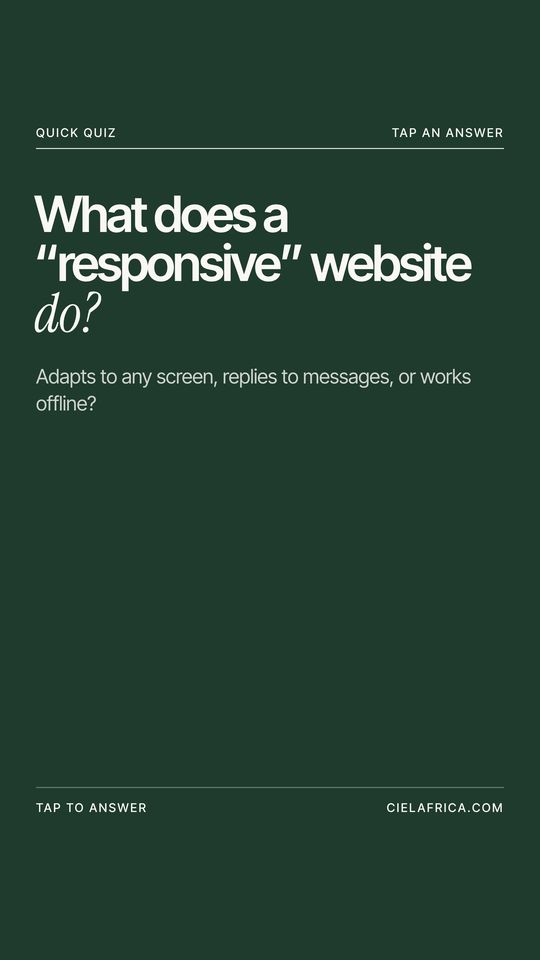 QUICK QUIZ
TAP AN ANSWER
What does a
“responsive” website
do?
Adapts to any screen, replies to messages, or works
offline?
TAP TO ANSWER
CIELAFRICA.COM